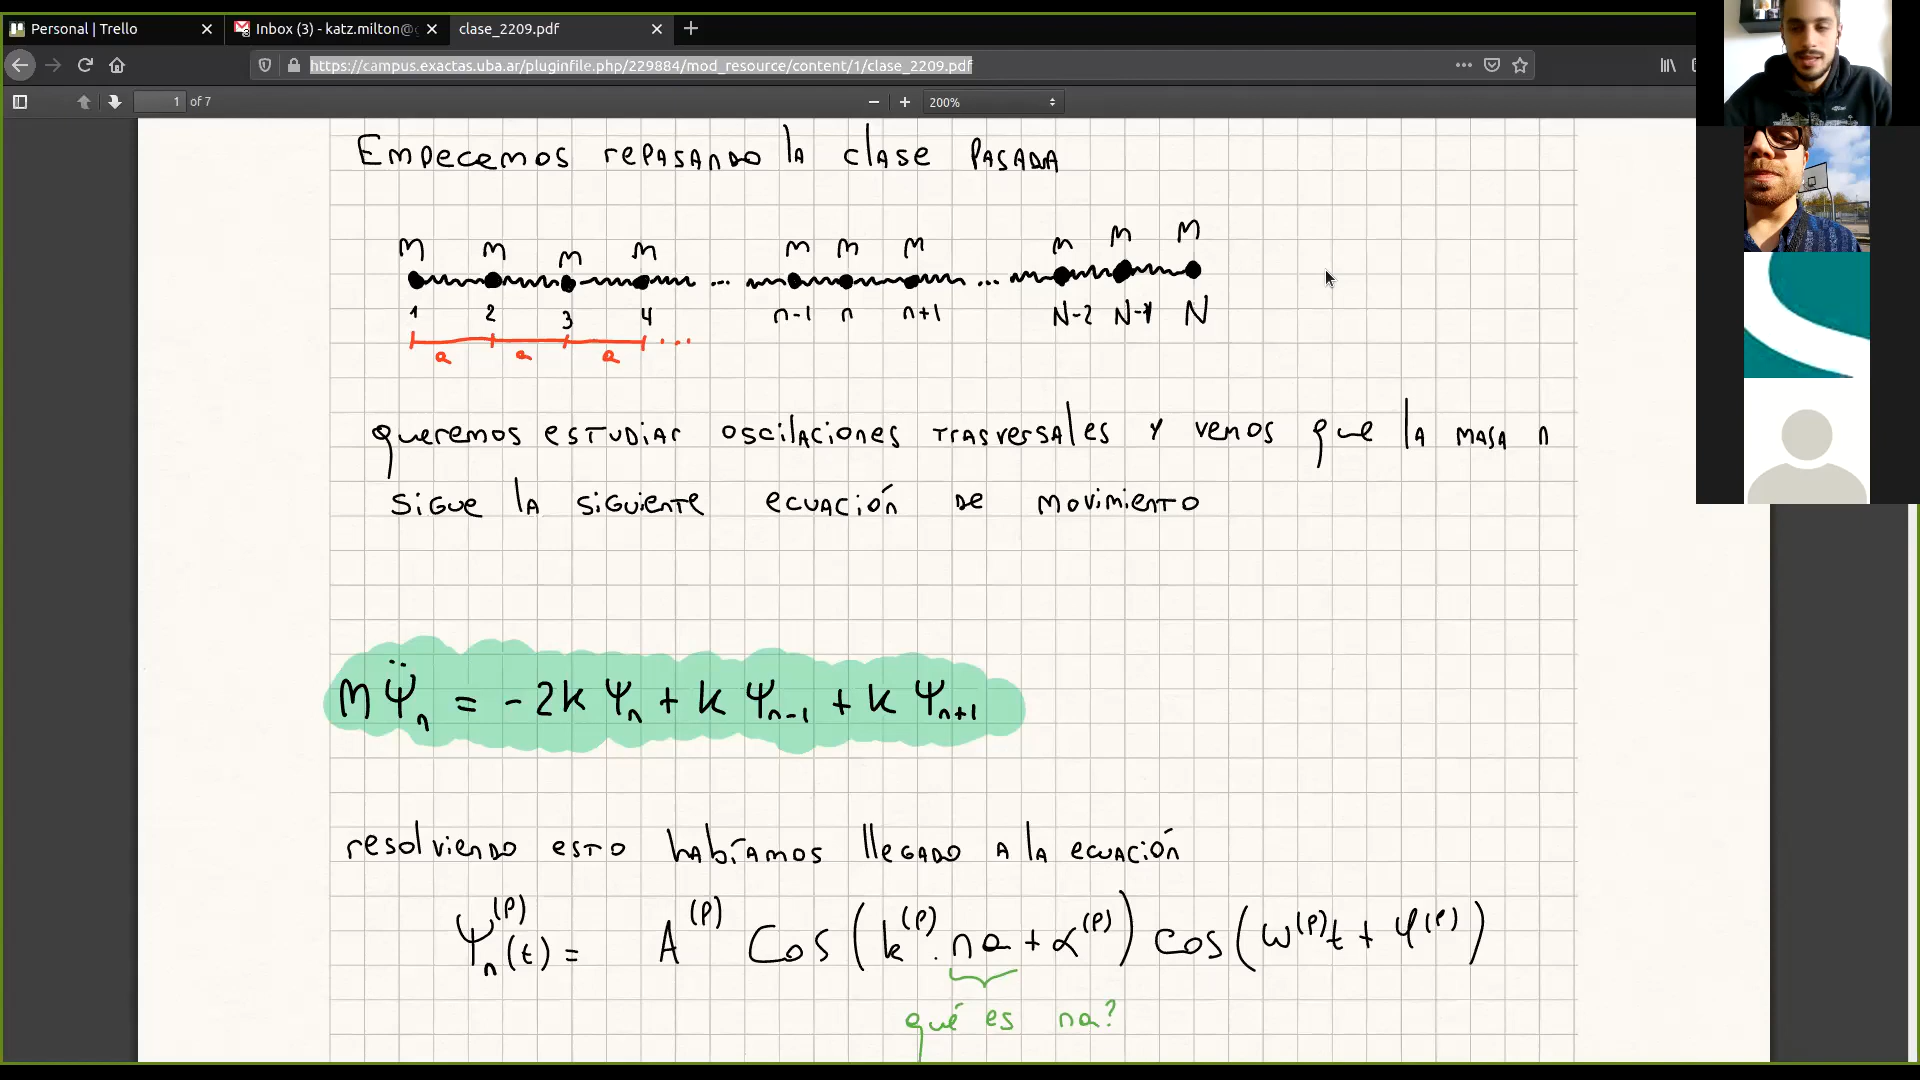 Personal | Trello
Inbox (3) - katz.milton@
clase_2209.pdf
https://campus.exactas.uba.ar/pluginfile.php/229884/mod_resource/content/1/clase_2209.pdf
1 of 7
200%
Empecemos repasando la clase pasada
M M M M M M M M M M
1 2 3 4 ... n-1 n n+1 ... N-2 N-1 N
a a a ...
queremos estudiar oscilaciones trasversales y vemos que la masa n
sigue la siguiente ecuación de movimiento
M Ψ̈n = -2k Ψn + k Ψn-1 + k Ψn+1
resolviendo esto habíamos llegado a la ecuación
Ψn^(p)(t) = A^(p) Cos(k^(p).na + α^(p)) cos(ω^(p)t + φ^(p))
qué es na?